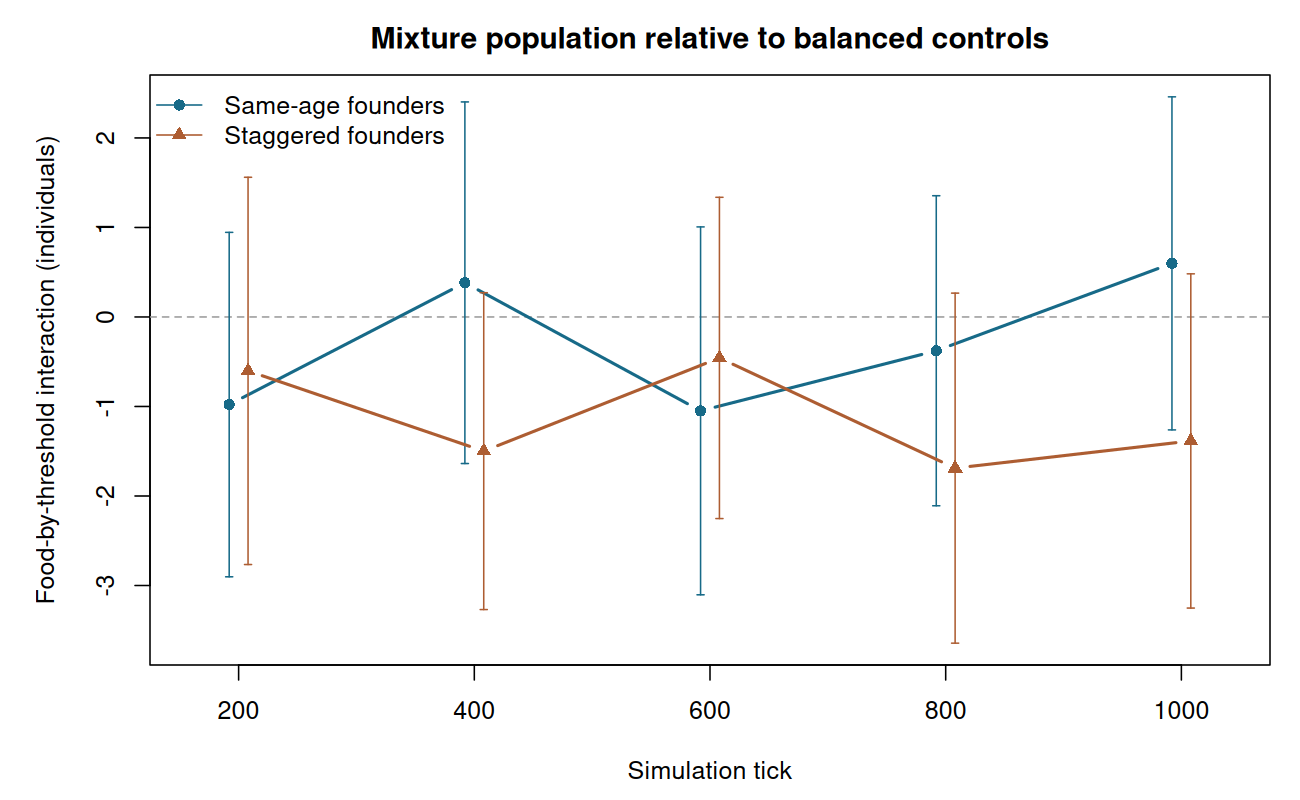 Mixture population relative to balanced controls
Same-age founders
Staggered founders
Food-by-threshold interaction (individuals)
2
1
0
-1
-2
-3
200 400 600 800 1000
Simulation tick